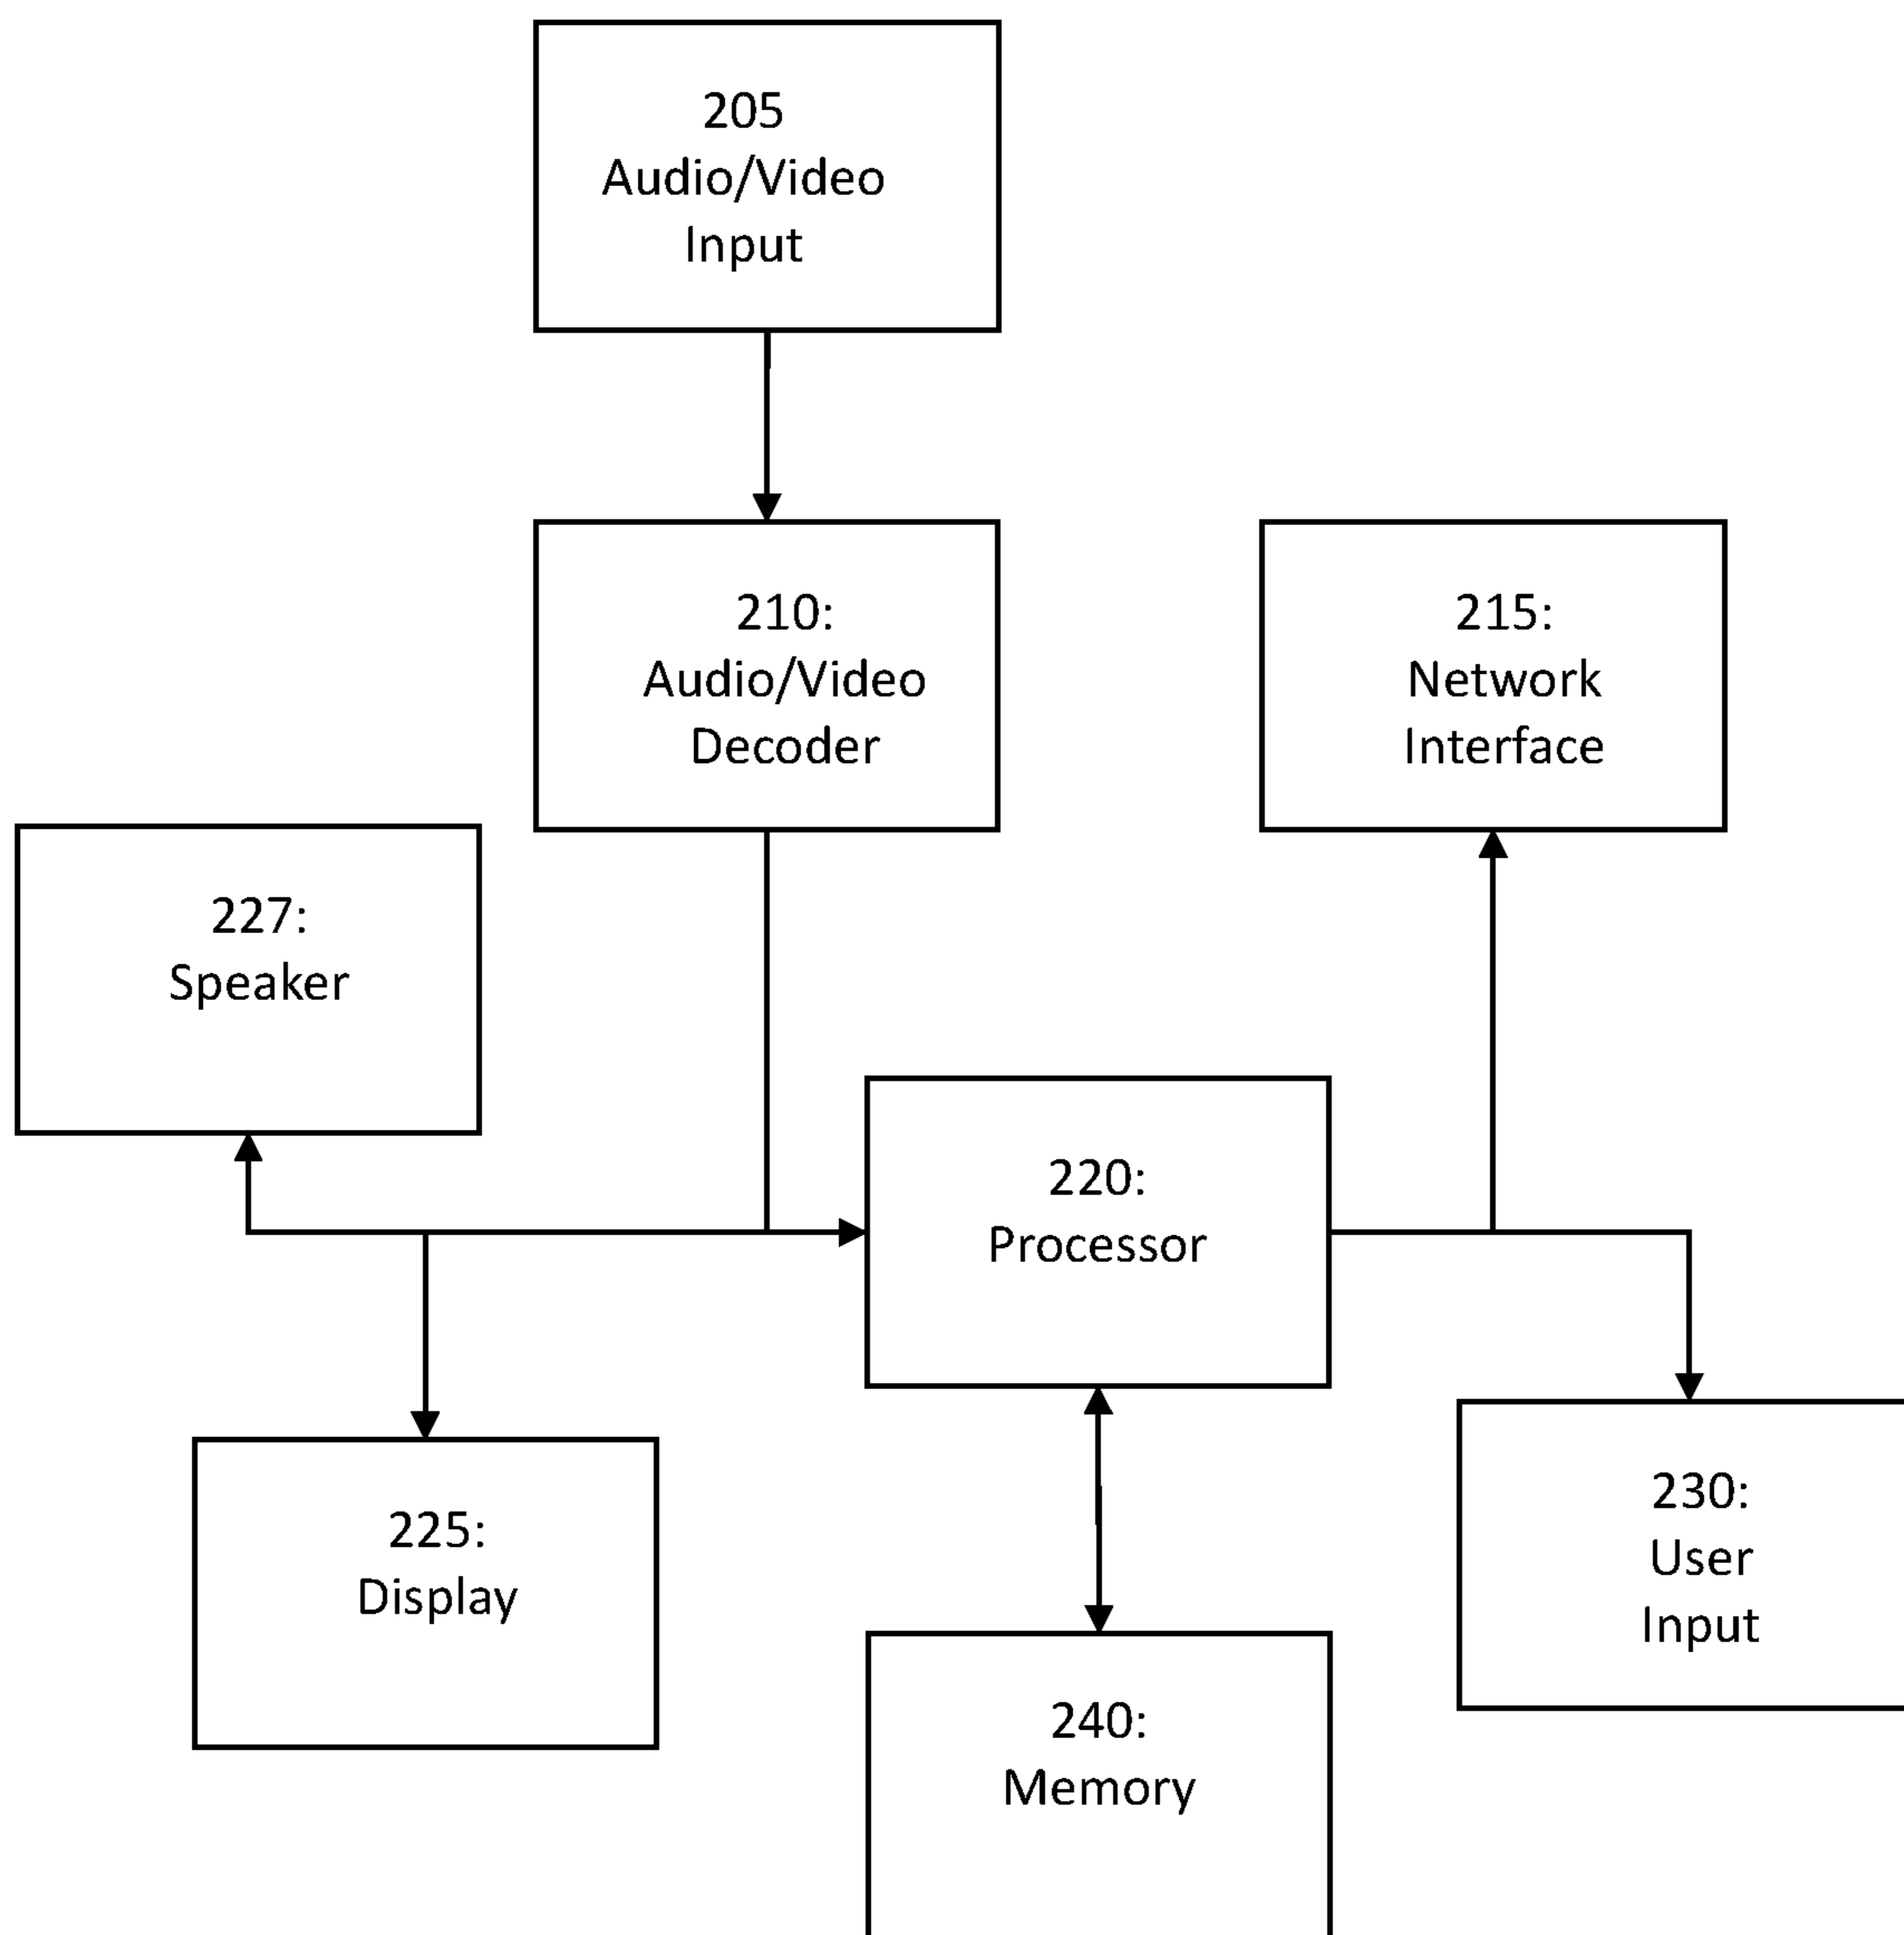 205
Audio/Video
Input
210:
Audio/Video
Decoder
215:
Network
Interface
227:
Speaker
220:
Processor
225:
Display
230:
User
Input
240:
Memory